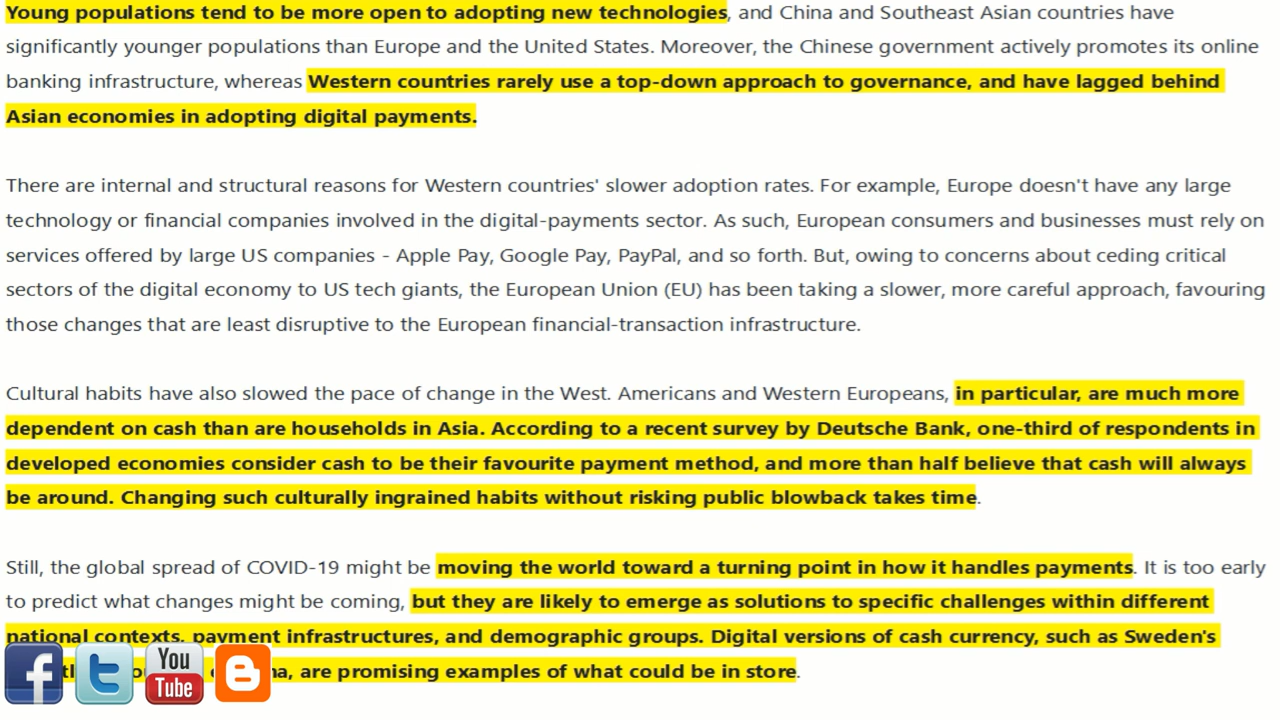 Young populations tend to be more open to adopting new technologies, and China and Southeast Asian countries have
significantly younger populations than Europe and the United States. Moreover, the Chinese government actively promotes its online
banking infrastructure, whereas Western countries rarely use a top-down approach to governance, and have lagged behind
Asian economies in adopting digital payments.
There are internal and structural reasons for Western countries' slower adoption rates. For example, Europe doesn't have any large
technology or financial companies involved in the digital-payments sector. As such, European consumers and businesses must rely on
services offered by large US companies - Apple Pay, Google Pay, PayPal, and so forth. But, owing to concerns about ceding critical
sectors of the digital economy to US tech giants, the European Union (EU) has been taking a slower, more careful approach, favouring
those changes that are least disruptive to the European financial-transaction infrastructure.
Cultural habits have also slowed the pace of change in the West. Americans and Western Europeans, in particular, are much more
dependent on cash than are households in Asia. According to a recent survey by Deutsche Bank, one-third of respondents in
developed economies consider cash to be their favourite payment method, and more than half believe that cash will always
be around. Changing such culturally ingrained habits without risking public blowback takes time.
Still, the global spread of COVID-19 might be moving the world toward a turning point in how it handles payments. It is too early
to predict what changes might be coming, but they are likely to emerge as solutions to specific challenges within different
national contexts, payment infrastructures, and demographic groups. Digital versions of cash currency, such as Sweden's
are promising examples of what could be in store.
You
Tube